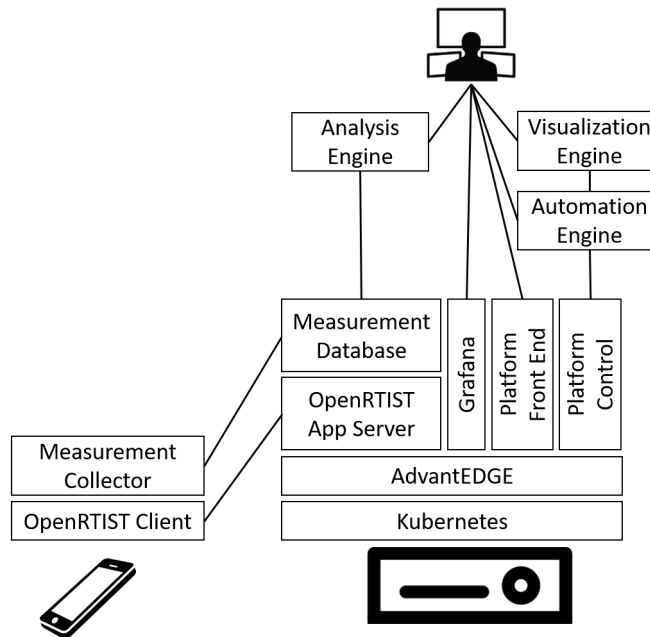 Analysis
Engine
Visualization
Engine
Automation
Engine
Measurement
Database
Grafana
Platform
Front End
Platform
Control
OpenRTIST
App Server
Measurement
Collector
AdvantEDGE
OpenRTIST Client
Kubernetes